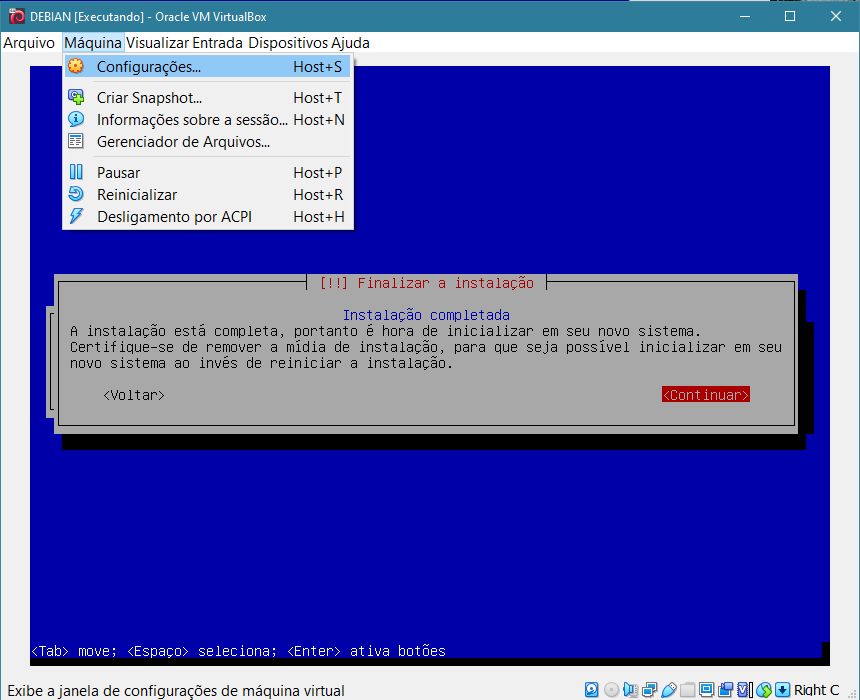 DEBIAN [Executando] - Oracle VM VirtualBox
Arquivo Máquina Visualizar Entrada Dispositivos Ajuda
Configurações... Host+S
Criar Snapshot... Host+T
Informações sobre a sessão... Host+N
Gerenciador de Arquivos...
Pausar Host+P
Reinicializar Host+R
Desligamento por ACPI Host+H
[!!] Finalizar a instalação
Instalação completada
A instalação está completa, portanto é hora de inicializar em seu novo sistema.
Certifique-se de remover a mídia de instalação, para que seja possível inicializar em seu
novo sistema ao invés de reiniciar a instalação.
<Voltar> <Continuar>
<Tab> move; <Espaço> seleciona; <Enter> ativa botões
Exibe a janela de configurações de máquina virtual Right C